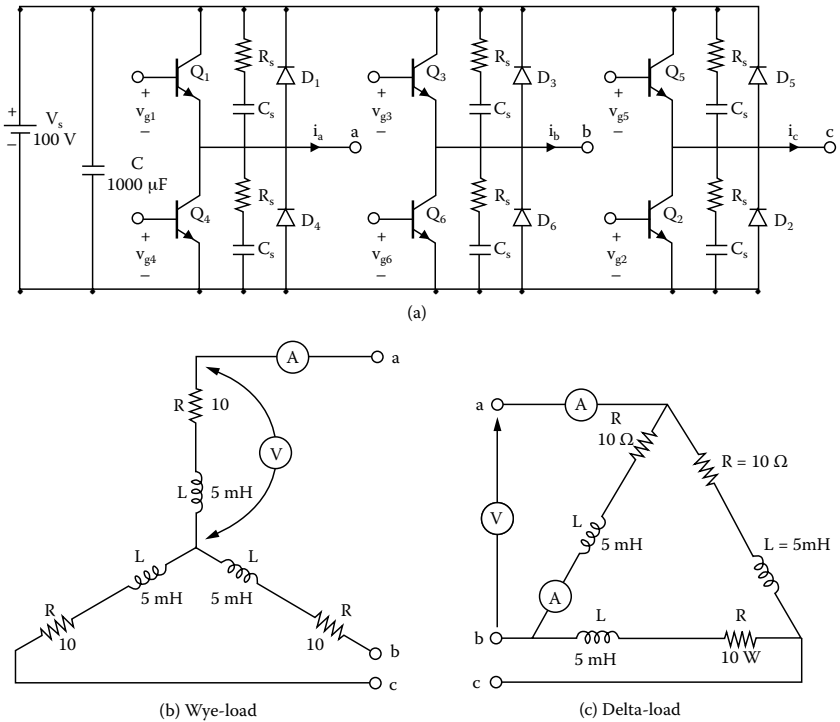 +
V_s
100 V
−
C
1000 μF
Q_1
+
v_g1
−
R_s
C_s
D_1
i_a
a
Q_4
+
v_g4
−
R_s
C_s
D_4
Q_3
+
v_g3
−
R_s
C_s
D_3
i_b
b
Q_6
+
v_g6
−
R_s
C_s
D_6
Q_5
+
v_g5
−
R_s
C_s
D_5
i_c
c
Q_2
+
v_g2
−
R_s
C_s
D_2
(a)
A
a
R 10
V
L 5 mH
L
5 mH
L
5 mH
R
10
R
10
b
c
(b) Wye-load
a
A
R
10 Ω
R = 10 Ω
V
L
5 mH
L = 5mH
A
b
L
5 mH
R
10 W
c
(c) Delta-load